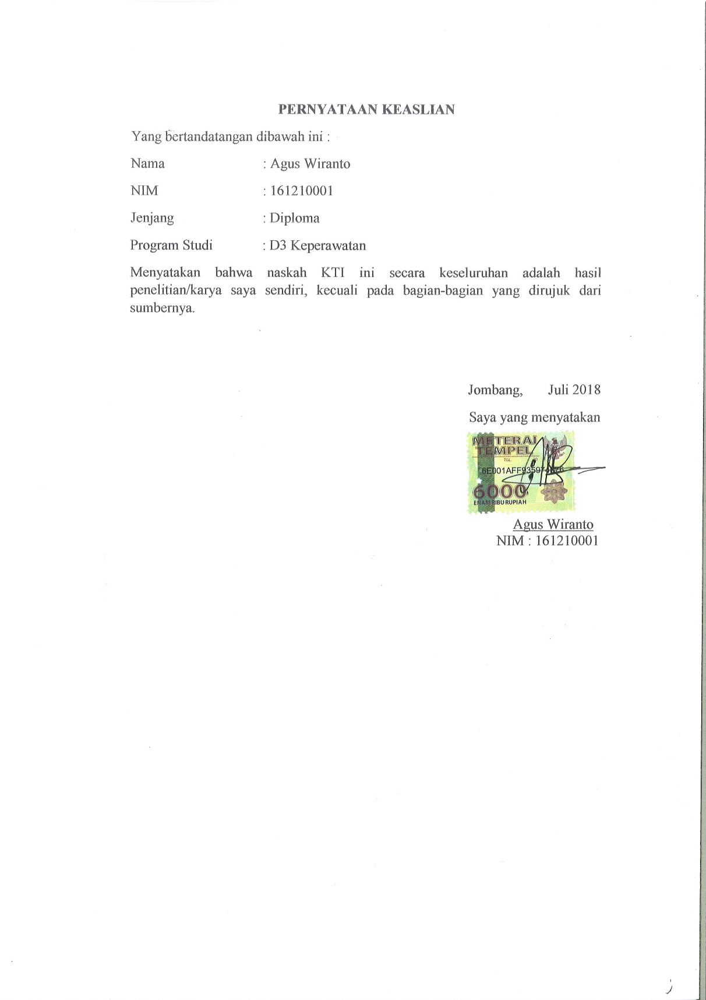 PERNYATAAN KEASLIAN
Yang bertandatangan dibawah ini :
Nama : Agus Wiranto
NIM : 161210001
Jenjang : Diploma
Program Studi : D3 Keperawatan
Menyatakan bahwa naskah KTI ini secara keseluruhan adalah hasil
penelitian/karya saya sendiri, kecuali pada bagian-bagian yang dirujuk dari
sumbernya.
Jombang, Juli 2018
Saya yang menyatakan
METERAI
TEMPEL
TGL
6000
ENAM RIBU RUPIAH
Agus Wiranto
NIM : 161210001